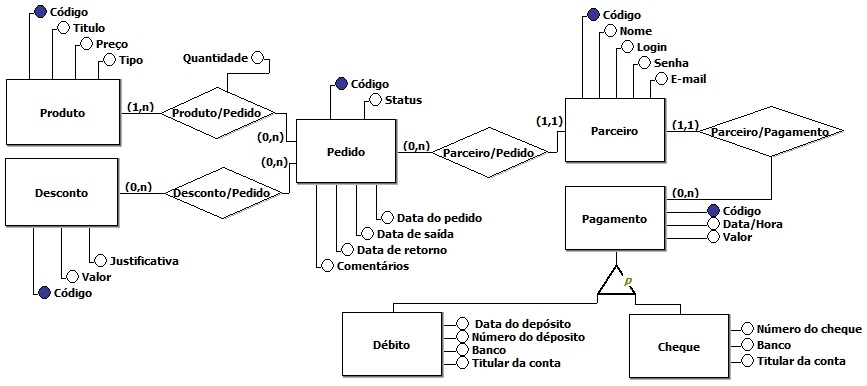 Código
Titulo
Preço
Tipo
Produto
(1,n)
Produto/Pedido
Quantidade
(0,n)
Desconto
(0,n)
Desconto/Pedido
(0,n)
Justificativa
Valor
Código
Código
Status
Pedido
(0,n)
Data do pedido
Data de saída
Data de retorno
Comentários
Parceiro/Pedido
(1,1)
Código
Nome
Login
Senha
E-mail
Parceiro
(1,1)
Parceiro/Pagamento
(0,n)
Pagamento
Código
Data/Hora
Valor
p
Débito
Data do depósito
Número do déposito
Banco
Titular da conta
Cheque
Número do cheque
Banco
Titular da conta